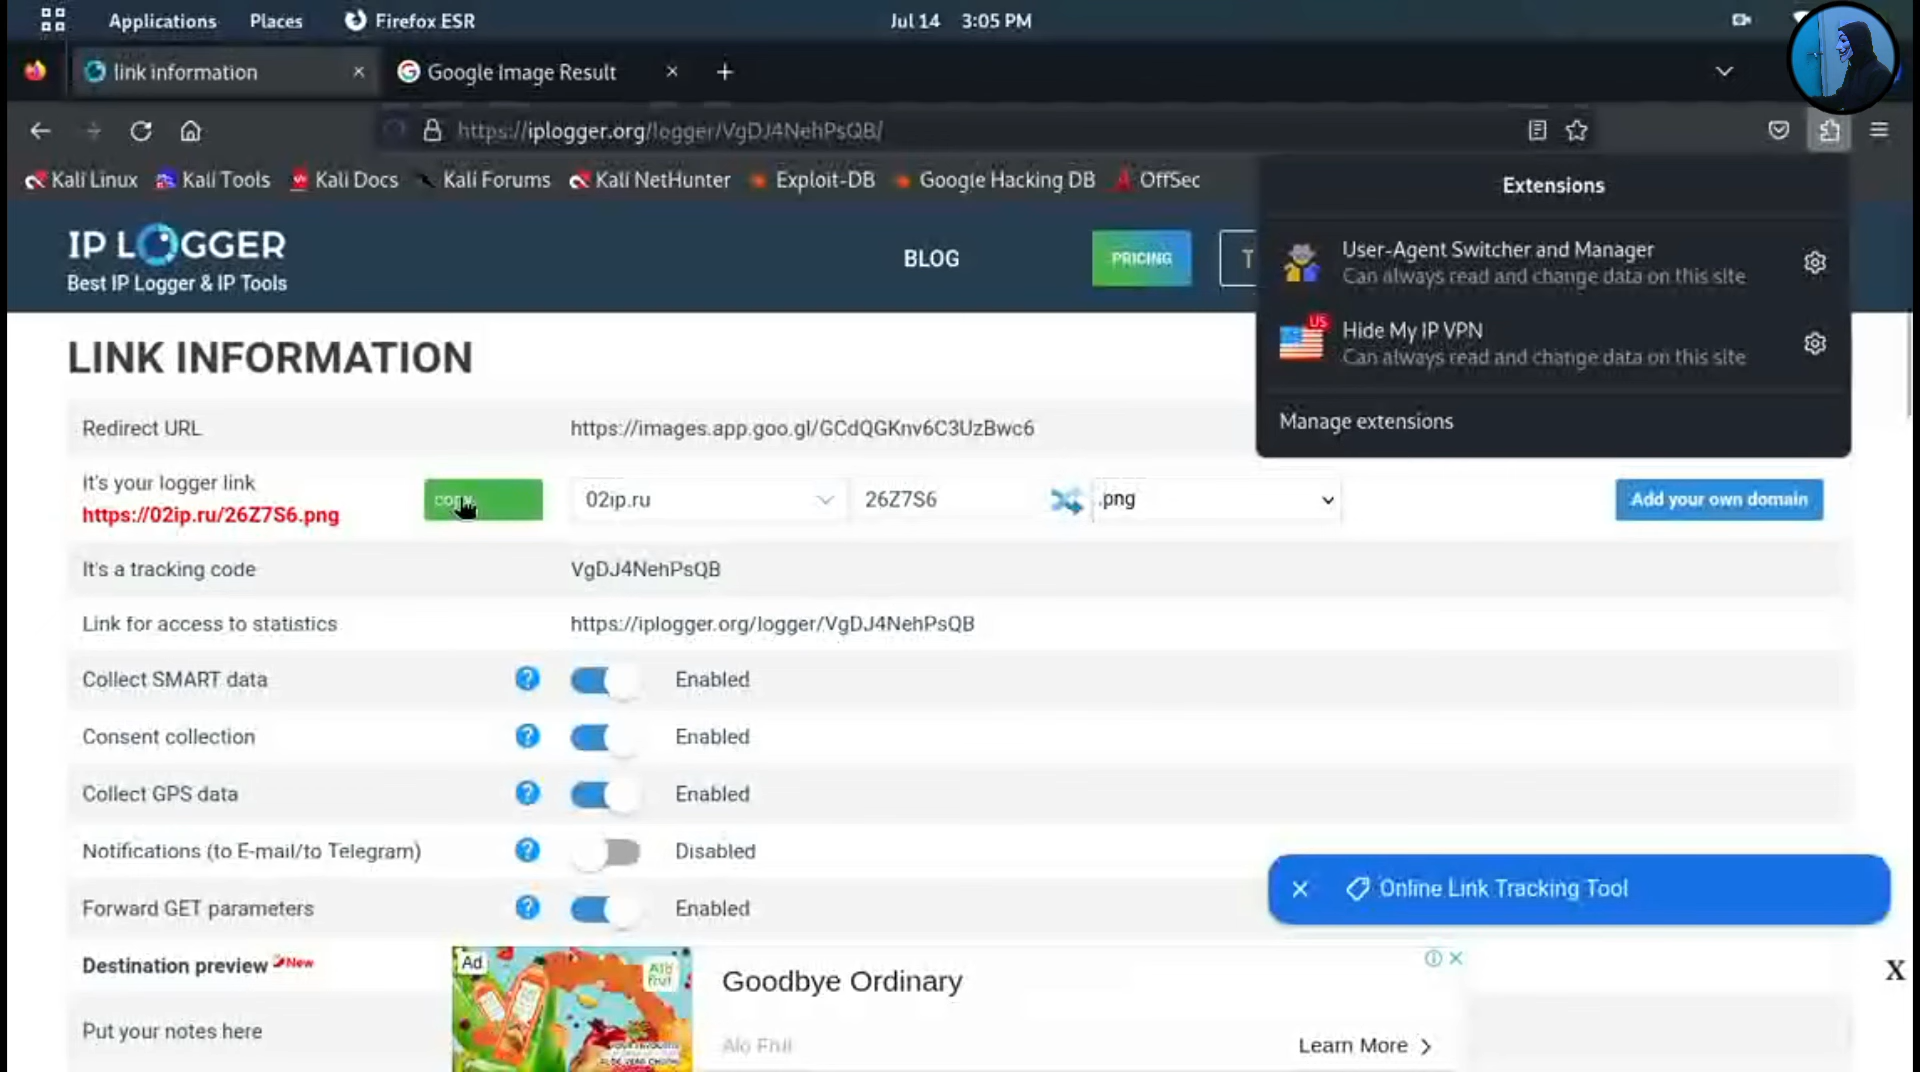 Applications Places Firefox ESR Jul 14 3:05 PM
link information Google Image Result
https://iplogger.org/logger/VgDJ4NehPsQB/
Kali Linux Kali Tools Kali Docs Kali Forums Kali NetHunter Exploit-DB Google Hacking DB OffSec
Extensions
User-Agent Switcher and Manager
Can always read and change data on this site
US
Hide My IP VPN
Can always read and change data on this site
Manage extensions
IP LOGGER
Best IP Logger & IP Tools
BLOG PRICING T
LINK INFORMATION
Redirect URL https://images.app.goo.gl/GCdQGKnv6C3UzBwc6
It's your logger link
https://02ip.ru/26Z7S6.png
copy 02ip.ru 26Z7S6 .png Add your own domain
It's a tracking code VgDJ4NehPsQB
Link for access to statistics https://iplogger.org/logger/VgDJ4NehPsQB
Collect SMART data ? Enabled
Consent collection ? Enabled
Collect GPS data ? Enabled
Notifications (to E-mail/to Telegram) ? Disabled
Forward GET parameters ? Enabled
Online Link Tracking Tool
Destination preview New
Put your notes here
Ad
Alo
fruit
Goodbye Ordinary
Alo Fruit
Learn More
X